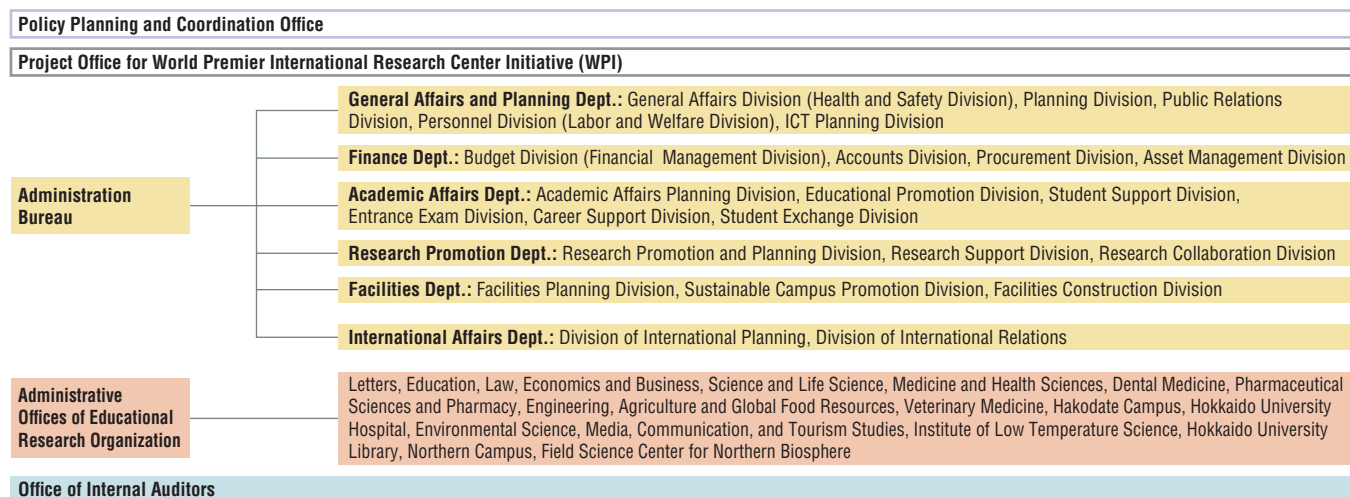 Policy Planning and Coordination Office
Project Office for World Premier International Research Center Initiative (WPI)
Administration
Bureau
General Affairs and Planning Dept.: General Affairs Division (Health and Safety Division), Planning Division, Public Relations
Division, Personnel Division (Labor and Welfare Division), ICT Planning Division
Finance Dept.: Budget Division (Financial Management Division), Accounts Division, Procurement Division, Asset Management Division
Academic Affairs Dept.: Academic Affairs Planning Division, Educational Promotion Division, Student Support Division,
Entrance Exam Division, Career Support Division, Student Exchange Division
Research Promotion Dept.: Research Promotion and Planning Division, Research Support Division, Research Collaboration Division
Facilities Dept.: Facilities Planning Division, Sustainable Campus Promotion Division, Facilities Construction Division
International Affairs Dept.: Division of International Planning, Division of International Relations
Administrative
Offices of Educational
Research Organization
Letters, Education, Law, Economics and Business, Science and Life Science, Medicine and Health Sciences, Dental Medicine, Pharmaceutical
Sciences and Pharmacy, Engineering, Agriculture and Global Food Resources, Veterinary Medicine, Hakodate Campus, Hokkaido University
Hospital, Environmental Science, Media, Communication, and Tourism Studies, Institute of Low Temperature Science, Hokkaido University
Library, Northern Campus, Field Science Center for Northern Biosphere
Office of Internal Auditors